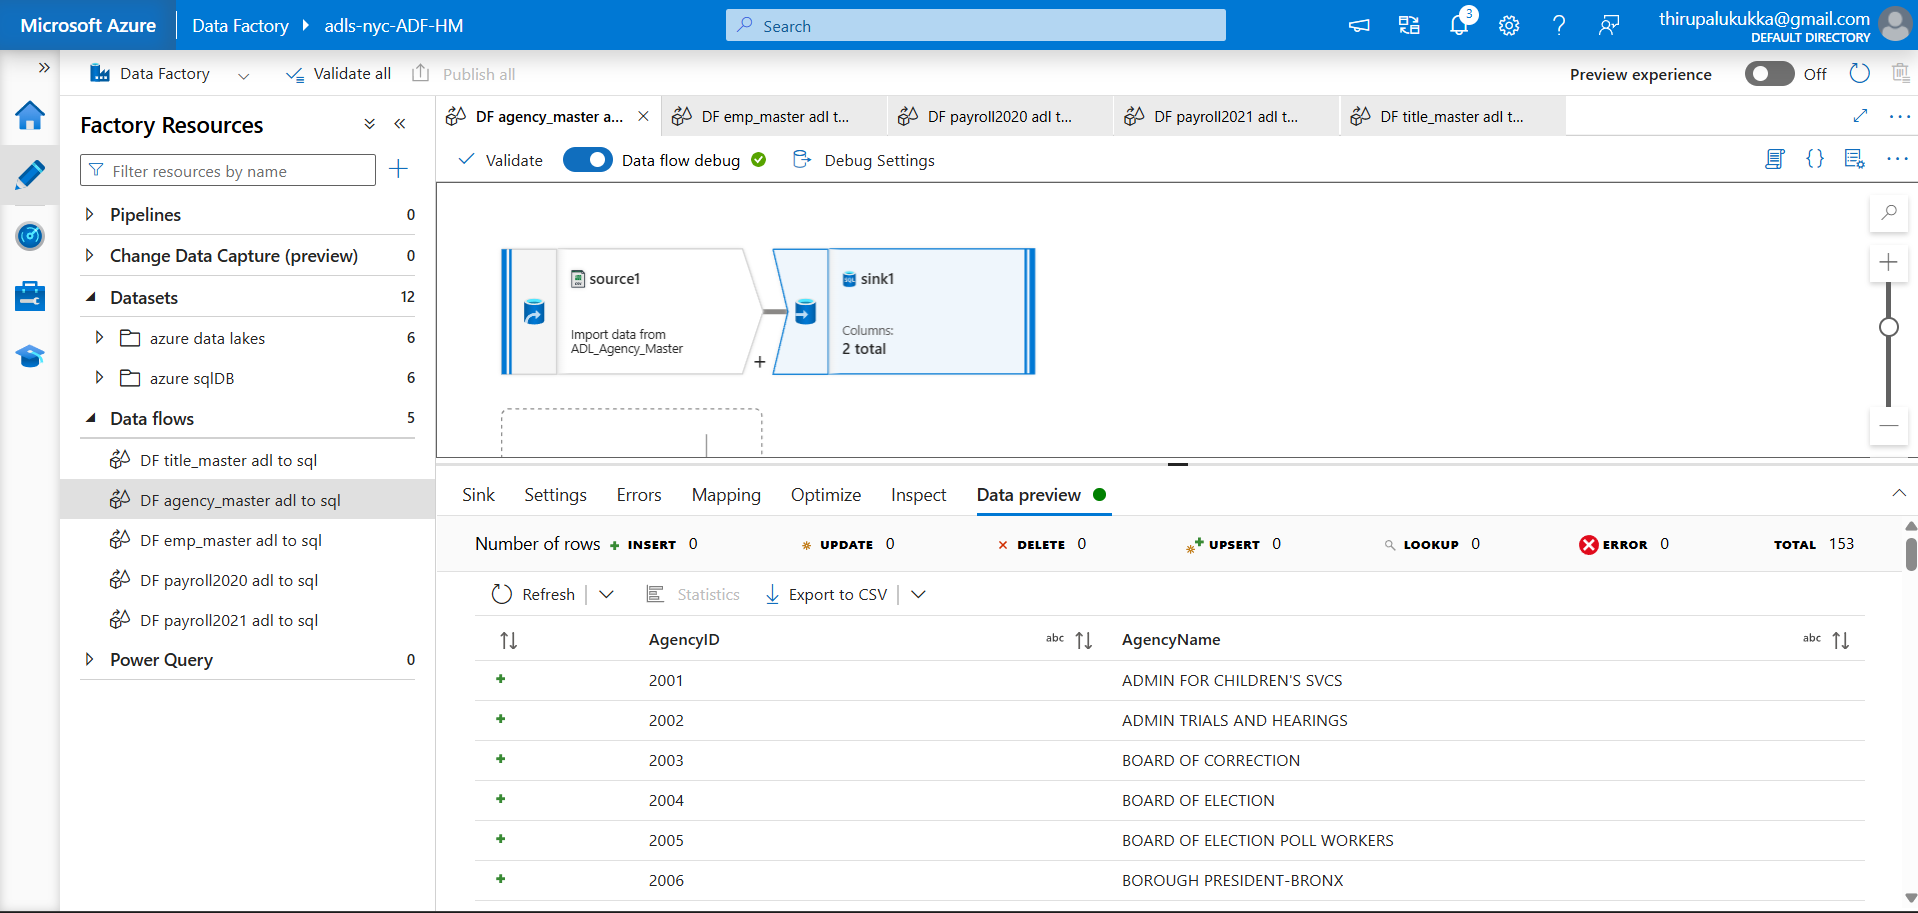 Microsoft Azure
Data Factory
adls-nyc-ADF-HM
Search
3
thirupalukukka@gmail.com
DEFAULT DIRECTORY
Data Factory
Validate all
Publish all
Preview experience
Off
Factory Resources
Filter resources by name
Pipelines 0
Change Data Capture (preview) 0
Datasets 12
azure data lakes 6
azure sqlDB 6
Data flows 5
DF title_master adl to sql
DF agency_master adl to sql
DF emp_master adl to sql
DF payroll2020 adl to sql
DF payroll2021 adl to sql
Power Query 0
DF agency_master a...
DF emp_master adl t...
DF payroll2020 adl t...
DF payroll2021 adl t...
DF title_master adl t...
Validate
Data flow debug
Debug Settings
source1
Import data from
ADL_Agency_Master
sink1
Columns:
2 total
Sink
Settings
Errors
Mapping
Optimize
Inspect
Data preview
Number of rows
INSERT 0
UPDATE 0
DELETE 0
UPSERT 0
LOOKUP 0
ERROR 0
TOTAL 153
Refresh
Statistics
Export to CSV
AgencyID abc
AgencyName abc
2001 ADMIN FOR CHILDREN'S SVCS
2002 ADMIN TRIALS AND HEARINGS
2003 BOARD OF CORRECTION
2004 BOARD OF ELECTION
2005 BOARD OF ELECTION POLL WORKERS
2006 BOROUGH PRESIDENT-BRONX